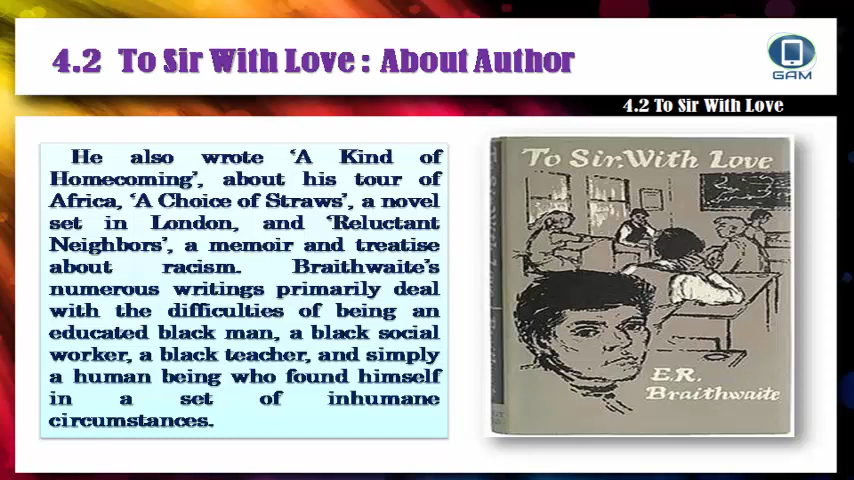 4.2 To Sir With Love : About Author
GAM
4.2 To Sir With Love
He also wrote ‘A Kind of
Homecoming’, about his tour of
Africa, ‘A Choice of Straws’, a novel
set in London, and ‘Reluctant
Neighbors’, a memoir and treatise
about racism. Braithwaite’s
numerous writings primarily deal
with the difficulties of being an
educated black man, a black social
worker, a black teacher, and simply
a human being who found himself
in a set of inhumane
circumstances.
To Sir, With Love
E.R.
Braithwaite